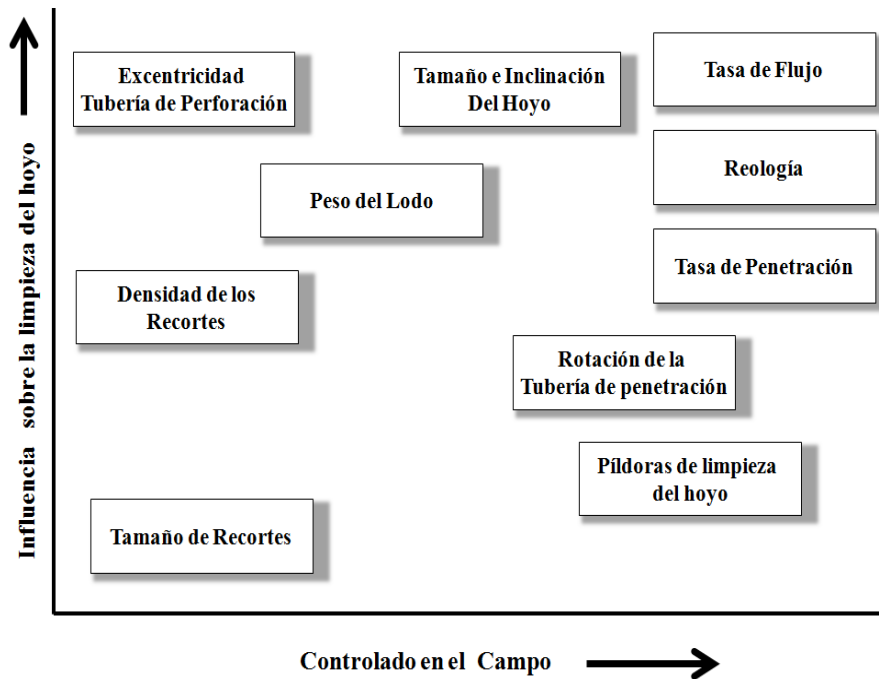 Influencia sobre la limpieza del hoyo
Excentricidad
Tubería de Perforación
Tamaño e Inclinación
Del Hoyo
Tasa de Flujo
Reología
Peso del Lodo
Tasa de Penetración
Densidad de los
Recortes
Rotación de la
Tubería de penetración
Píldoras de limpieza
del hoyo
Tamaño de Recortes
Controlado en el Campo